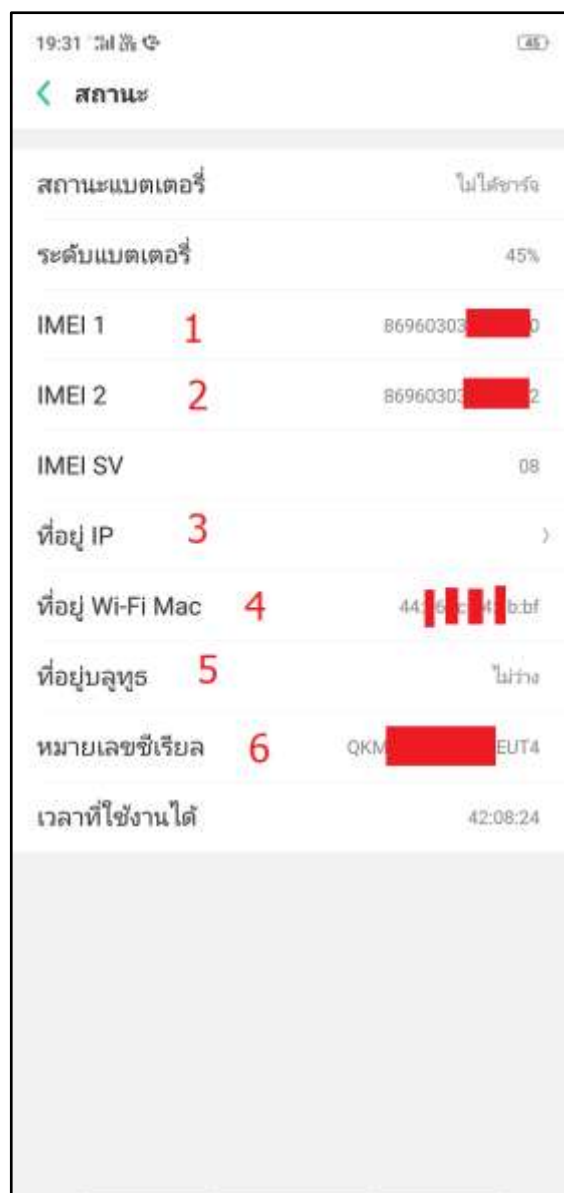 19:31 45
สถานะ
สถานะแบตเตอรี่ ไม่ได้ชาร์จ
ระดับแบตเตอรี่ 45%
IMEI 1 1 86960303 0
IMEI 2 2 86960303 2
IMEI SV 08
ที่อยู่ IP 3
ที่อยู่ Wi-Fi Mac 4 44: 6 c 4 b:bf
ที่อยู่บลูทูธ 5 ไม่ว่าง
หมายเลขซีเรียล 6 QKM EUT4
เวลาที่ใช้งานได้ 42:08:24